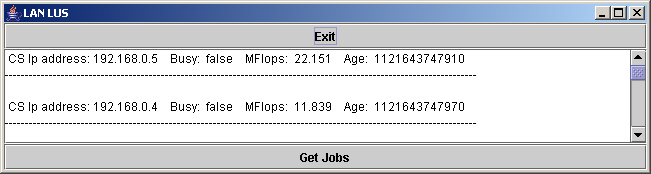 LAN LUS
Exit
CS Ip address: 192.168.0.5 Busy: false MFlops: 22.151 Age: 1121643747910
--------------------------------------------------------------------------------------------------------------------
CS Ip address: 192.168.0.4 Busy: false MFlops: 11.839 Age: 1121643747970
--------------------------------------------------------------------------------------------------------------------
Get Jobs